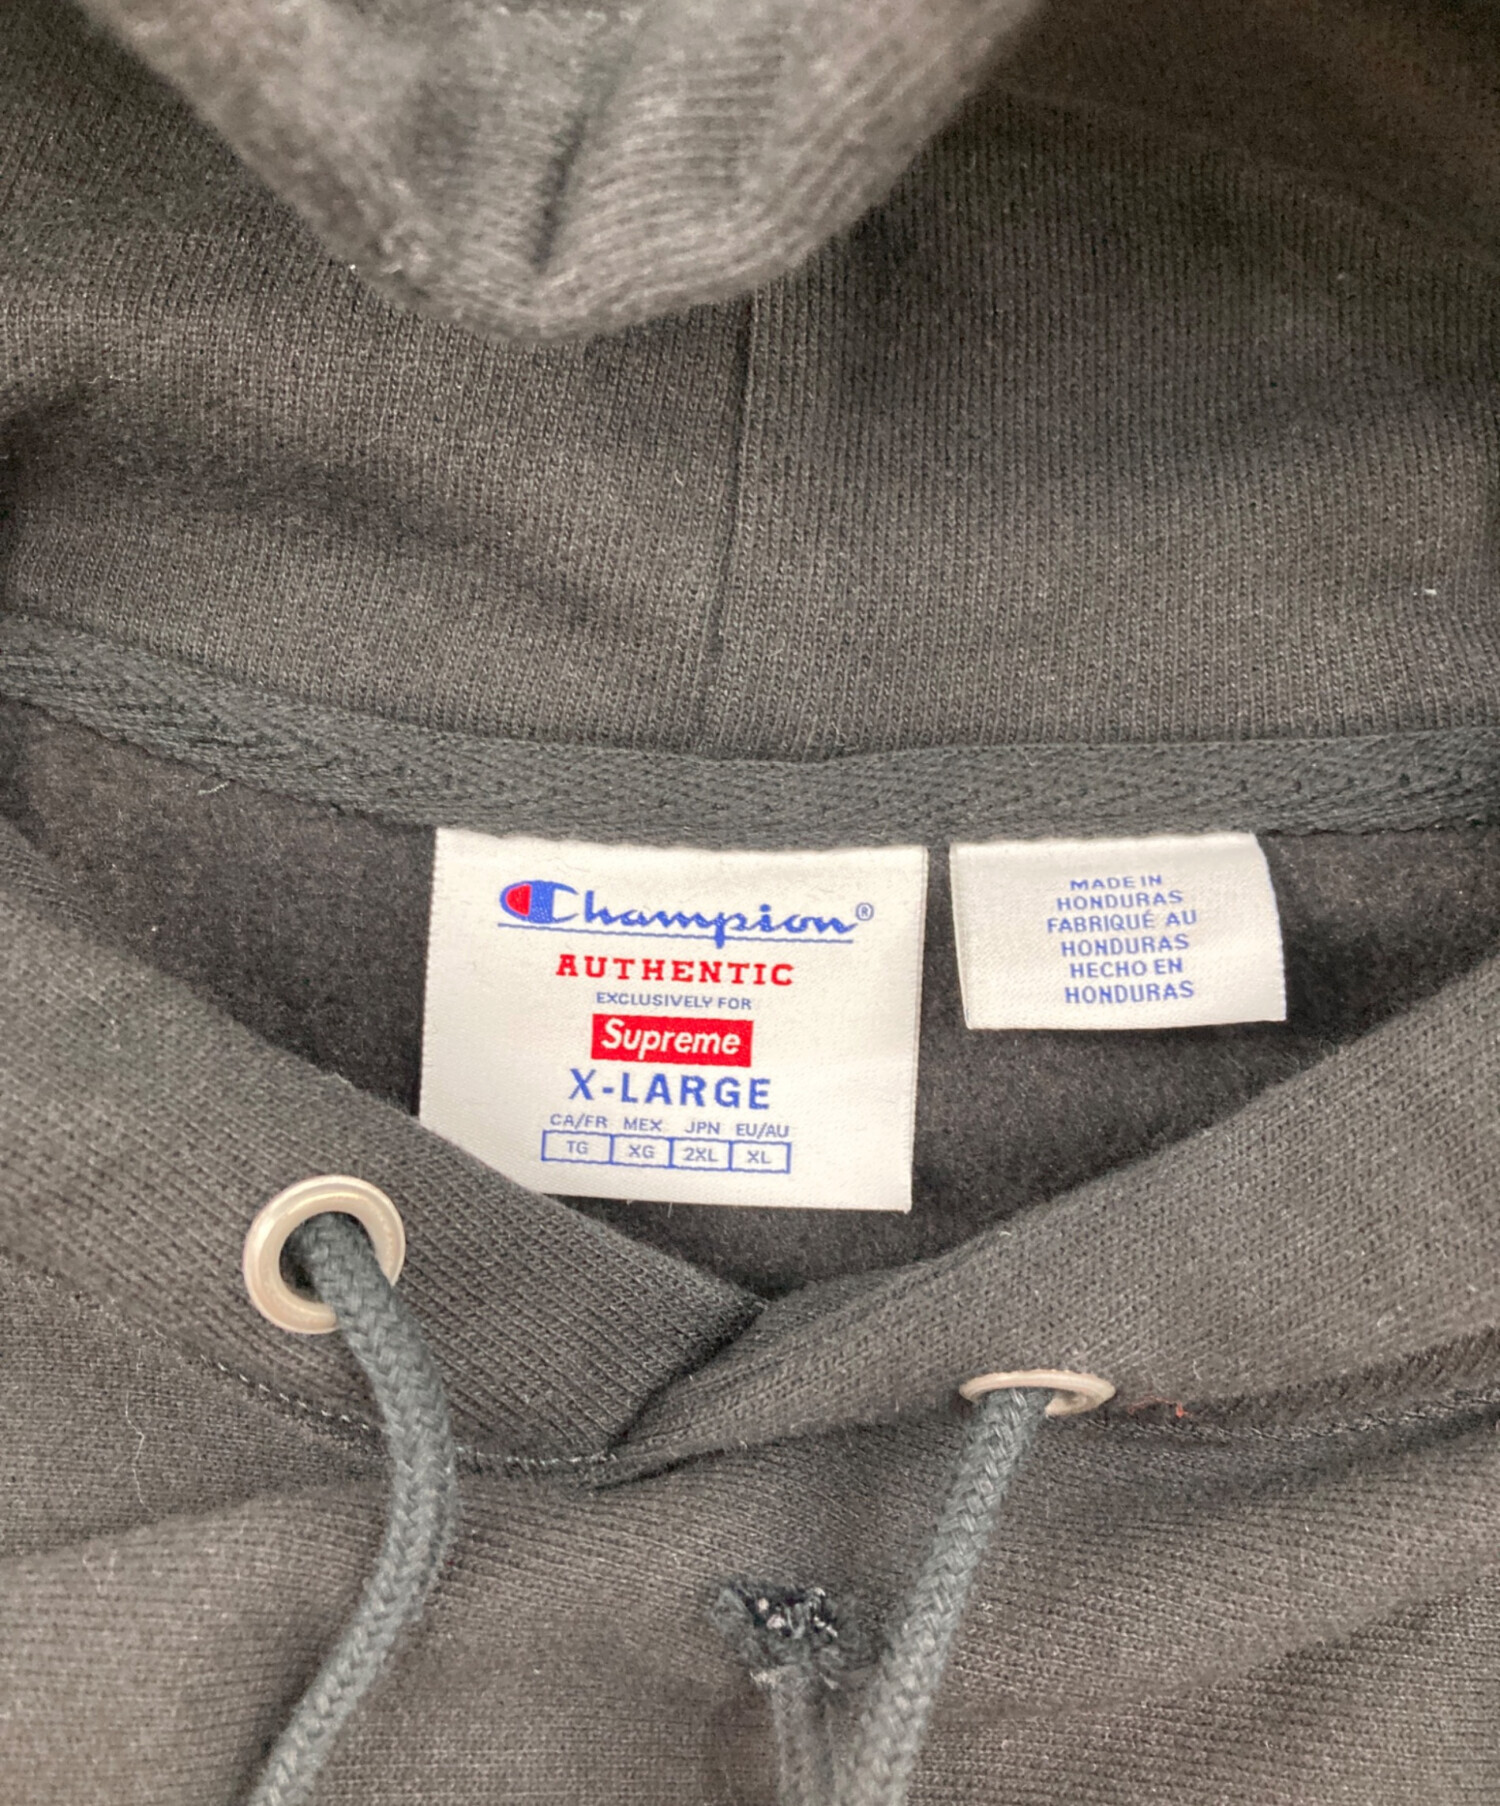 Champion®
AUTHENTIC
EXCLUSIVELY FOR
Supreme
X-LARGE
CA/FR MEX JPN EU/AU
TG XG 2XL XL
MADE IN
HONDURAS
FABRIQUÉ AU
HONDURAS
HECHO EN
HONDURAS